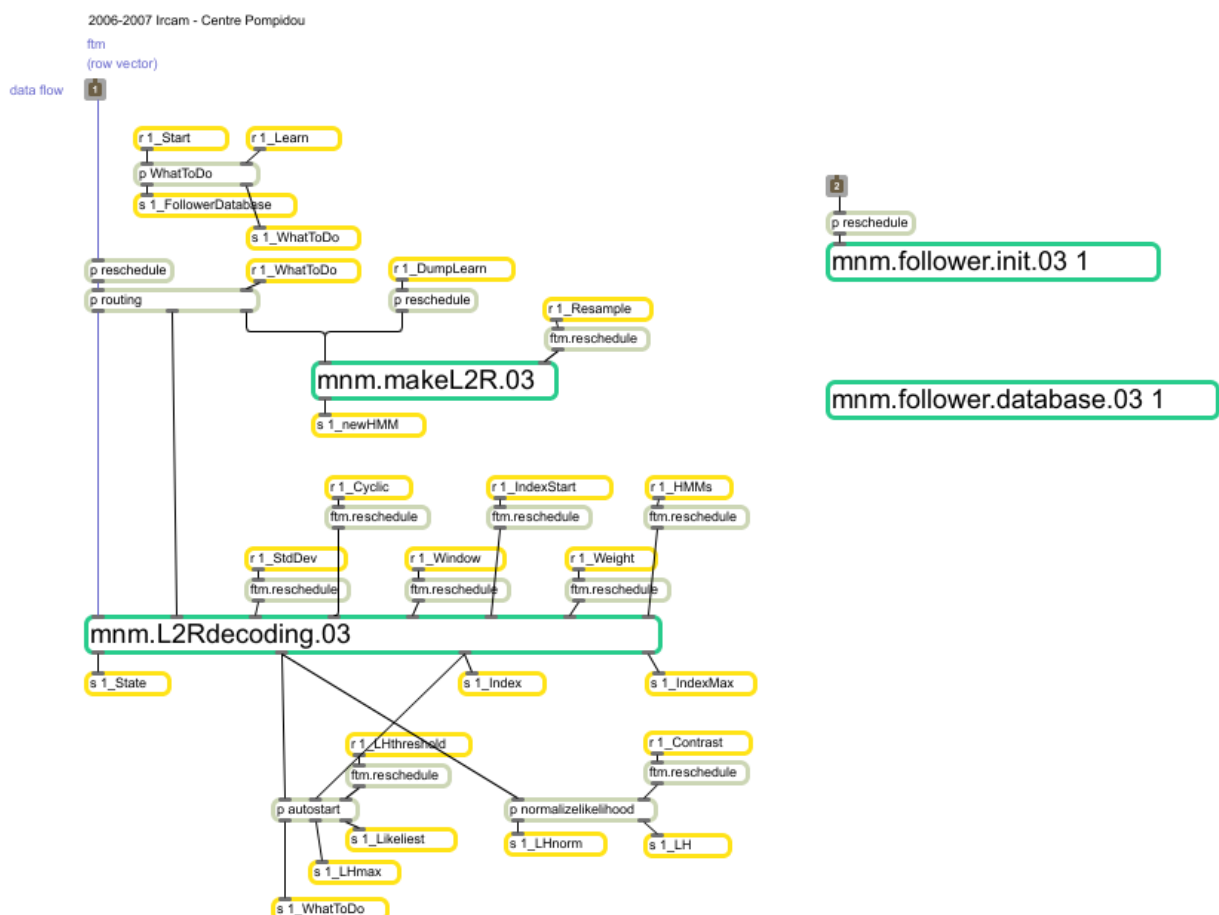 2006-2007 Ircam - Centre Pompidou
ftm
(row vector)
data flow
1
r 1_Start
r 1_Learn
p WhatToDo
s 1_FollowerDatabase
s 1_WhatToDo
2
p reschedule
mnm.follower.init.03 1
p reschedule
r 1_WhatToDo
r 1_DumpLearn
p routing
p reschedule
r 1_Resample
ftm.reschedule
mnm.makeL2R.03
s 1_newHMM
mnm.follower.database.03 1
r 1_Cyclic
r 1_IndexStart
r 1_HMMs
ftm.reschedule
ftm.reschedule
ftm.reschedule
r 1_StdDev
r 1_Window
r 1_Weight
ftm.reschedule
ftm.reschedule
ftm.reschedule
mnm.L2Rdecoding.03
s 1_State
s 1_Index
s 1_IndexMax
r 1_LHthreshold
r 1_Contrast
ftm.reschedule
ftm.reschedule
p autostart
p normalizelikelihood
s 1_Likeliest
s 1_LHnorm
s 1_LH
s 1_LHmax
s 1_WhatToDo